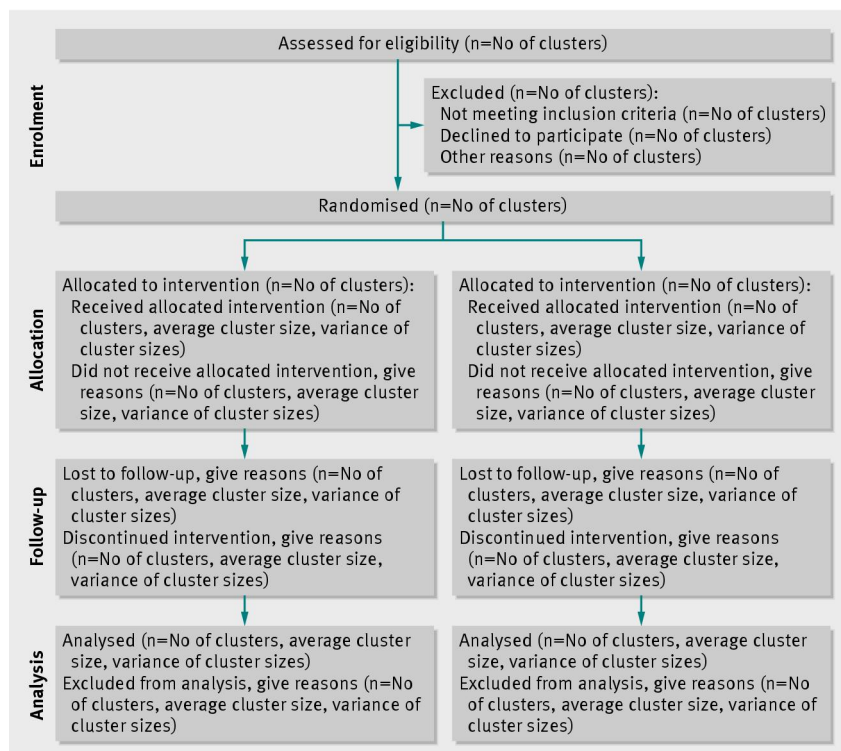 Enrolment
Assessed for eligibility (n=No of clusters)
Excluded (n=No of clusters):
Not meeting inclusion criteria (n=No of clusters)
Declined to participate (n=No of clusters)
Other reasons (n=No of clusters)
Randomised (n=No of clusters)
Allocation
Allocated to intervention (n=No of clusters):
Received allocated intervention (n=No of
clusters, average cluster size, variance of
cluster sizes)
Did not receive allocated intervention, give
reasons (n=No of clusters, average cluster
size, variance of cluster sizes)
Allocated to intervention (n=No of clusters):
Received allocated intervention (n=No of
clusters, average cluster size, variance of
cluster sizes)
Did not receive allocated intervention, give
reasons (n=No of clusters, average cluster
size, variance of cluster sizes)
Follow-up
Lost to follow-up, give reasons (n=No of
clusters, average cluster size, variance of
cluster sizes)
Discontinued intervention, give reasons
(n=No of clusters, average cluster size,
variance of cluster sizes)
Lost to follow-up, give reasons (n=No of
clusters, average cluster size, variance of
cluster sizes)
Discontinued intervention, give reasons
(n=No of clusters, average cluster size,
variance of cluster sizes)
Analysis
Analysed (n=No of clusters, average cluster
size, variance of cluster sizes)
Excluded from analysis, give reasons (n=No
of clusters, average cluster size, variance of
cluster sizes)
Analysed (n=No of clusters, average cluster
size, variance of cluster sizes)
Excluded from analysis, give reasons (n=No
of clusters, average cluster size, variance of
cluster sizes)